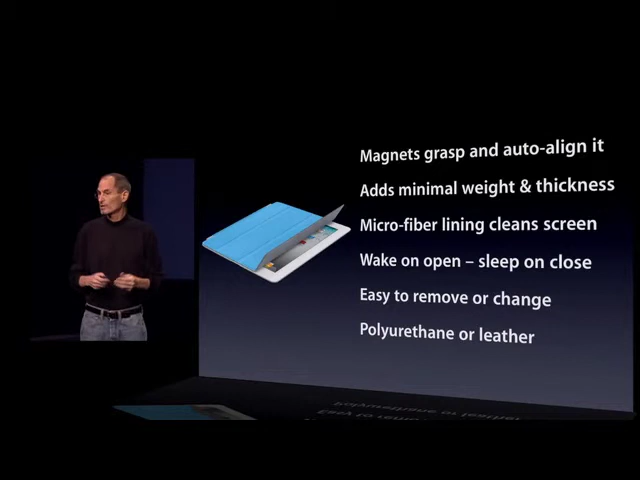 Magnets grasp and auto-align it
Adds minimal weight & thickness
Micro-fiber lining cleans screen
Wake on open – sleep on close
Easy to remove or change
Polyurethane or leather